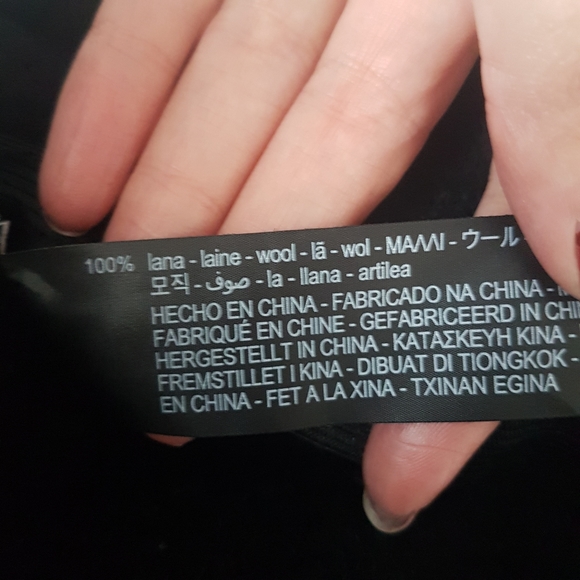 100% lana - laine - wool - lã - wol - ΜΑΛΛΙ - ウール -
모직 - صوف - la - llana - artilea
HECHO EN CHINA - FABRICADO NA CHINA -
FABRIQUÉ EN CHINE - GEFABRICEERD IN
HERGESTELLT IN CHINA - ΚΑΤΑΣΚΕΥΗ ΚΙΝΑ -
FREMSTILLET I KINA - DIBUAT DI TIONGKOK -
EN CHINA - FET A LA XINA - TXINAN EGINA